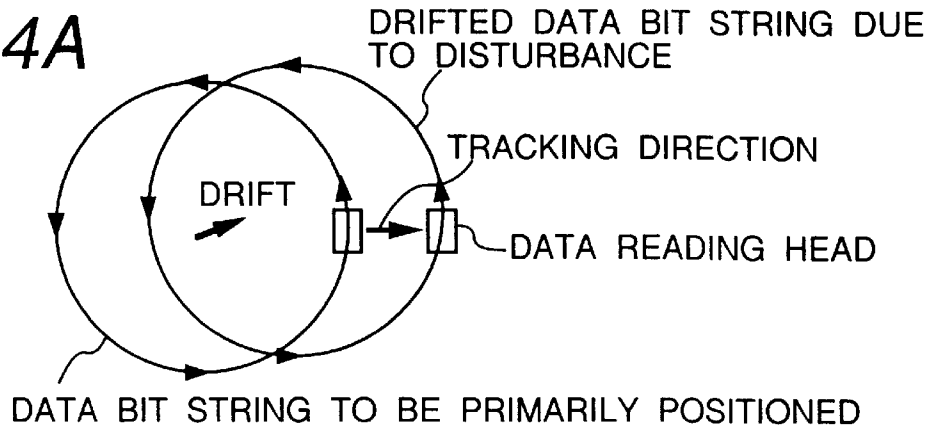 4A
DRIFTED DATA BIT STRING DUE
TO DISTURBANCE
TRACKING DIRECTION
DRIFT
DATA READING HEAD
DATA BIT STRING TO BE PRIMARILY POSITIONED